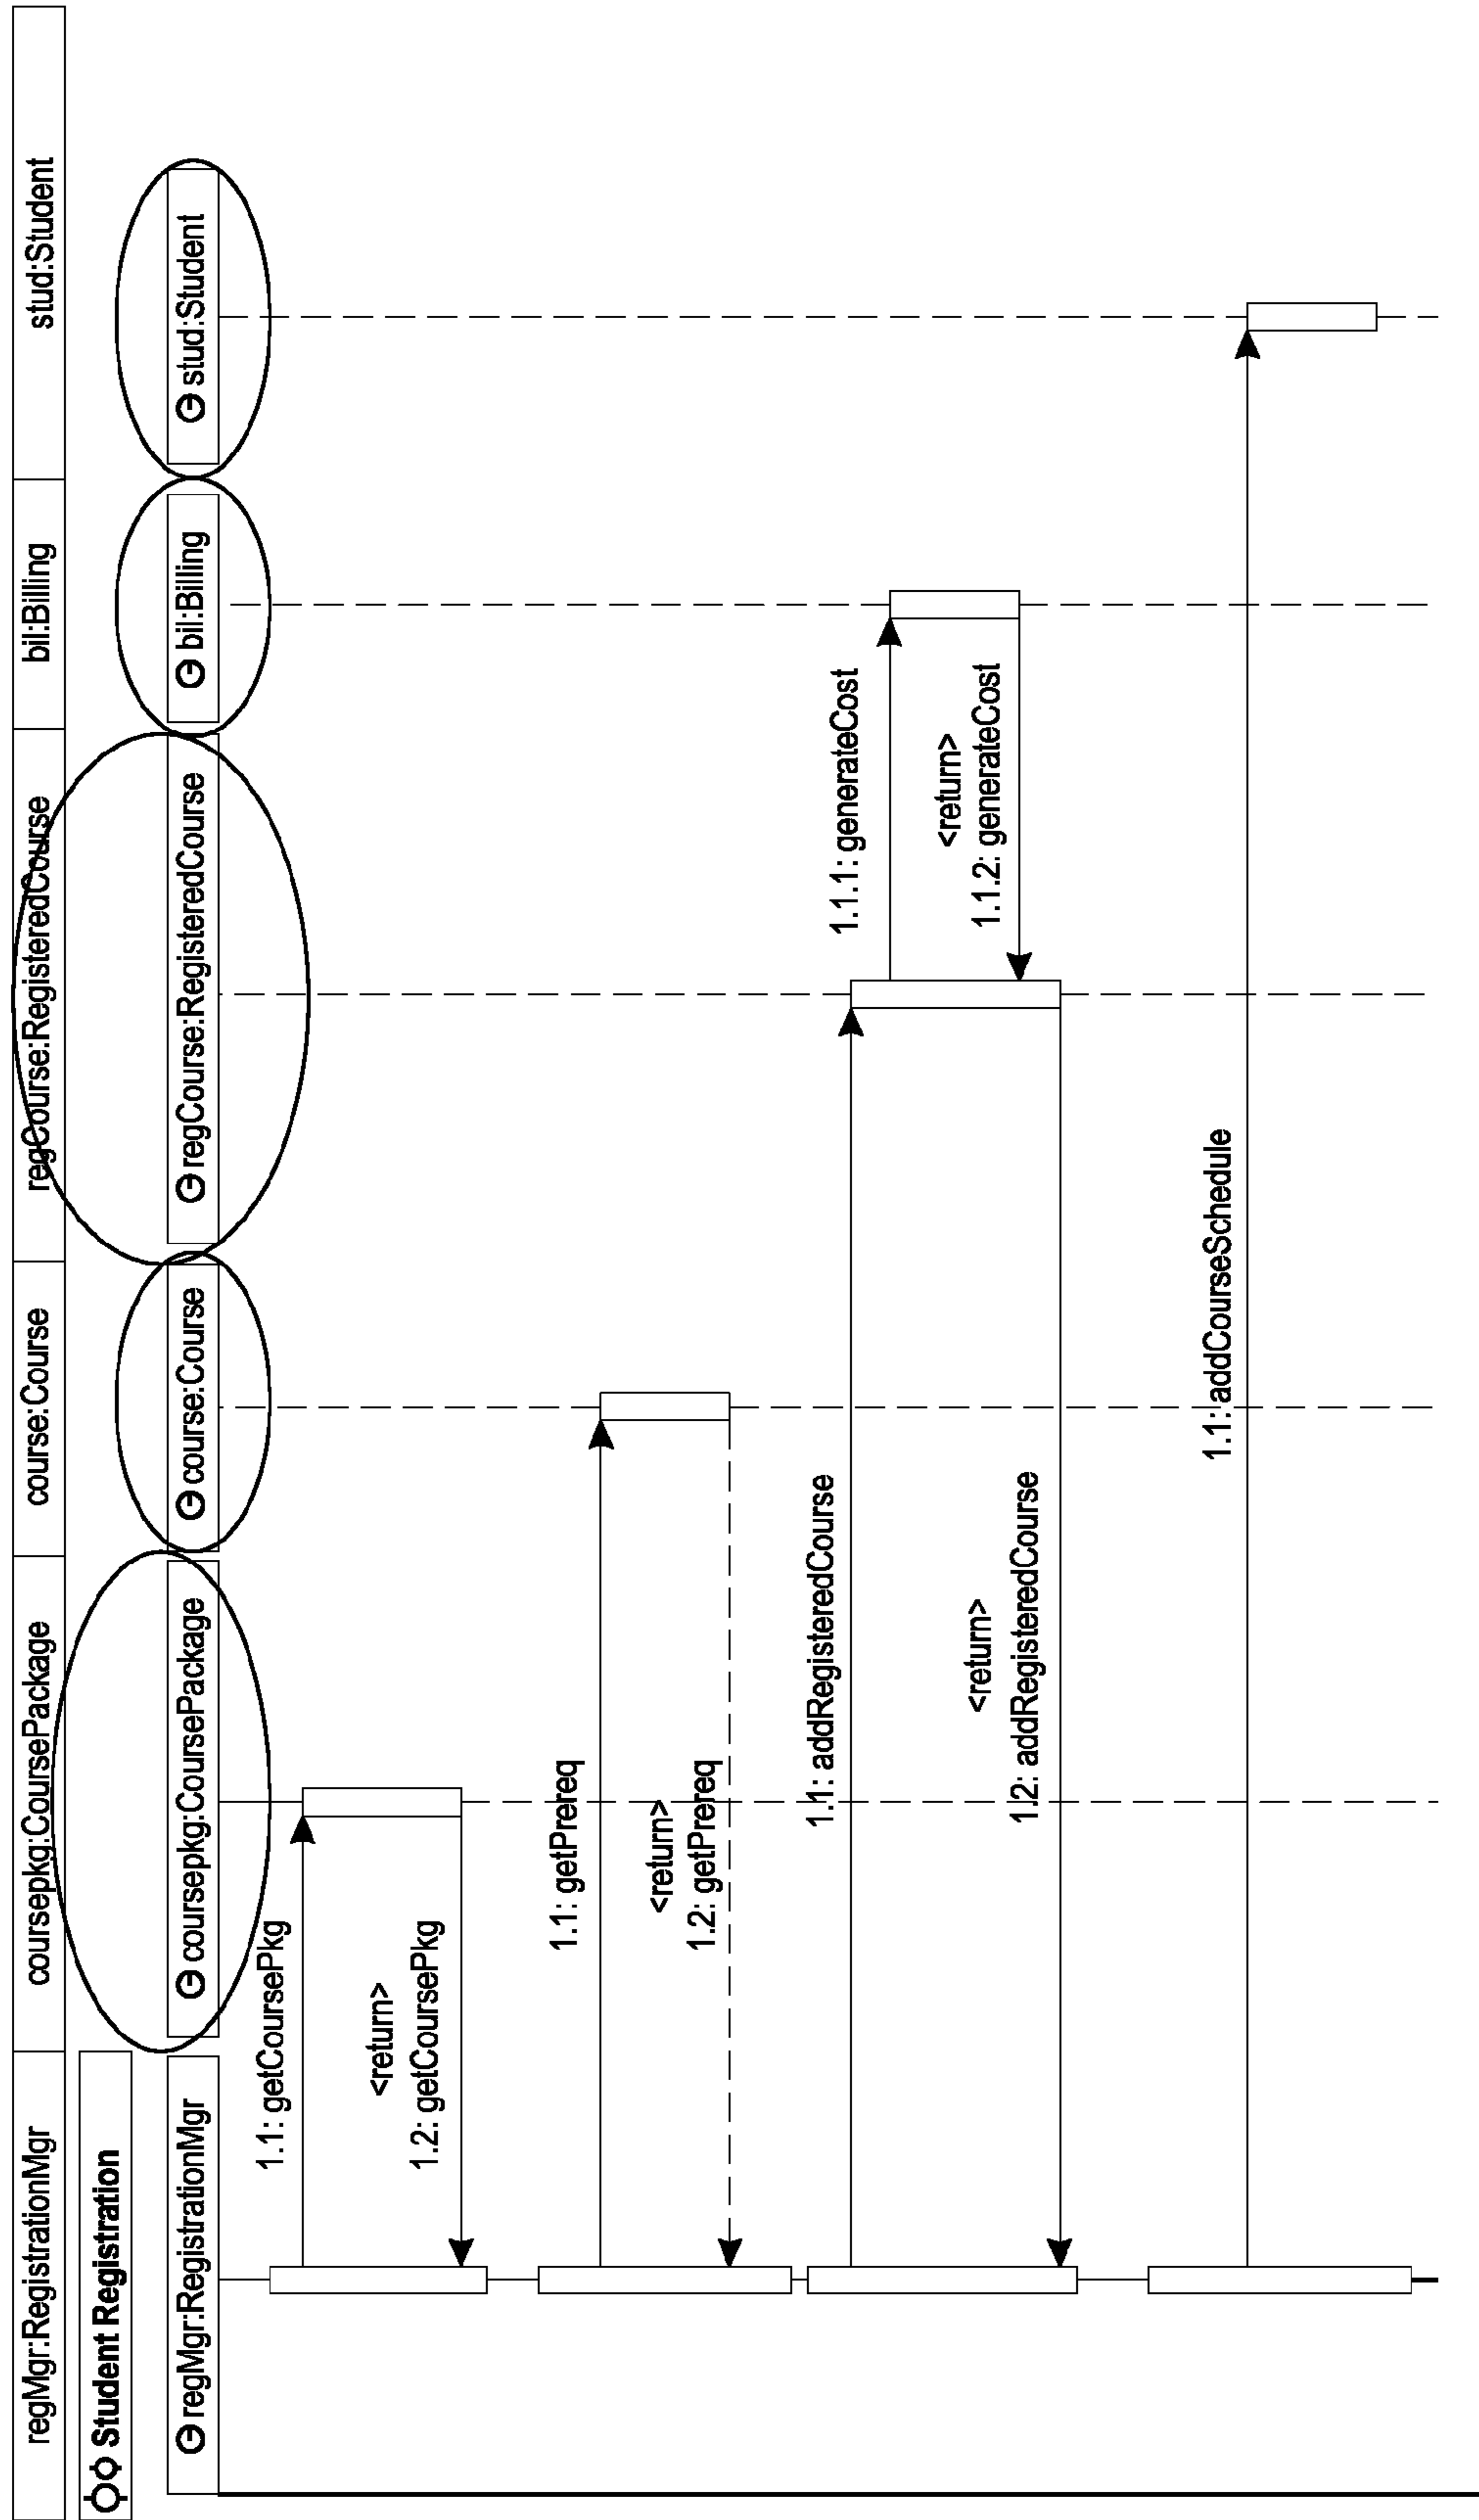 regMgr:RegistrationMgr
coursepkg:CoursePackage
course:Course
regCourse:RegisteredCourse
bil:Billing
stud:Student
Student Registration
regMgr:RegistrationMgr
coursepkg:CoursePackage
course:Course
regCourse:RegisteredCourse
bil:Billing
stud:Student
1.1: getCoursePkg
<return>
1.2: getCoursePkg
1.1: getPrereq
<return>
1.2: getPrereq
1.1: addRegisteredCourse
1.1.1: generateCost
<return>
1.1.2: generateCost
<return>
1.2: addRegisteredCourse
1.1: addCourseSchedule